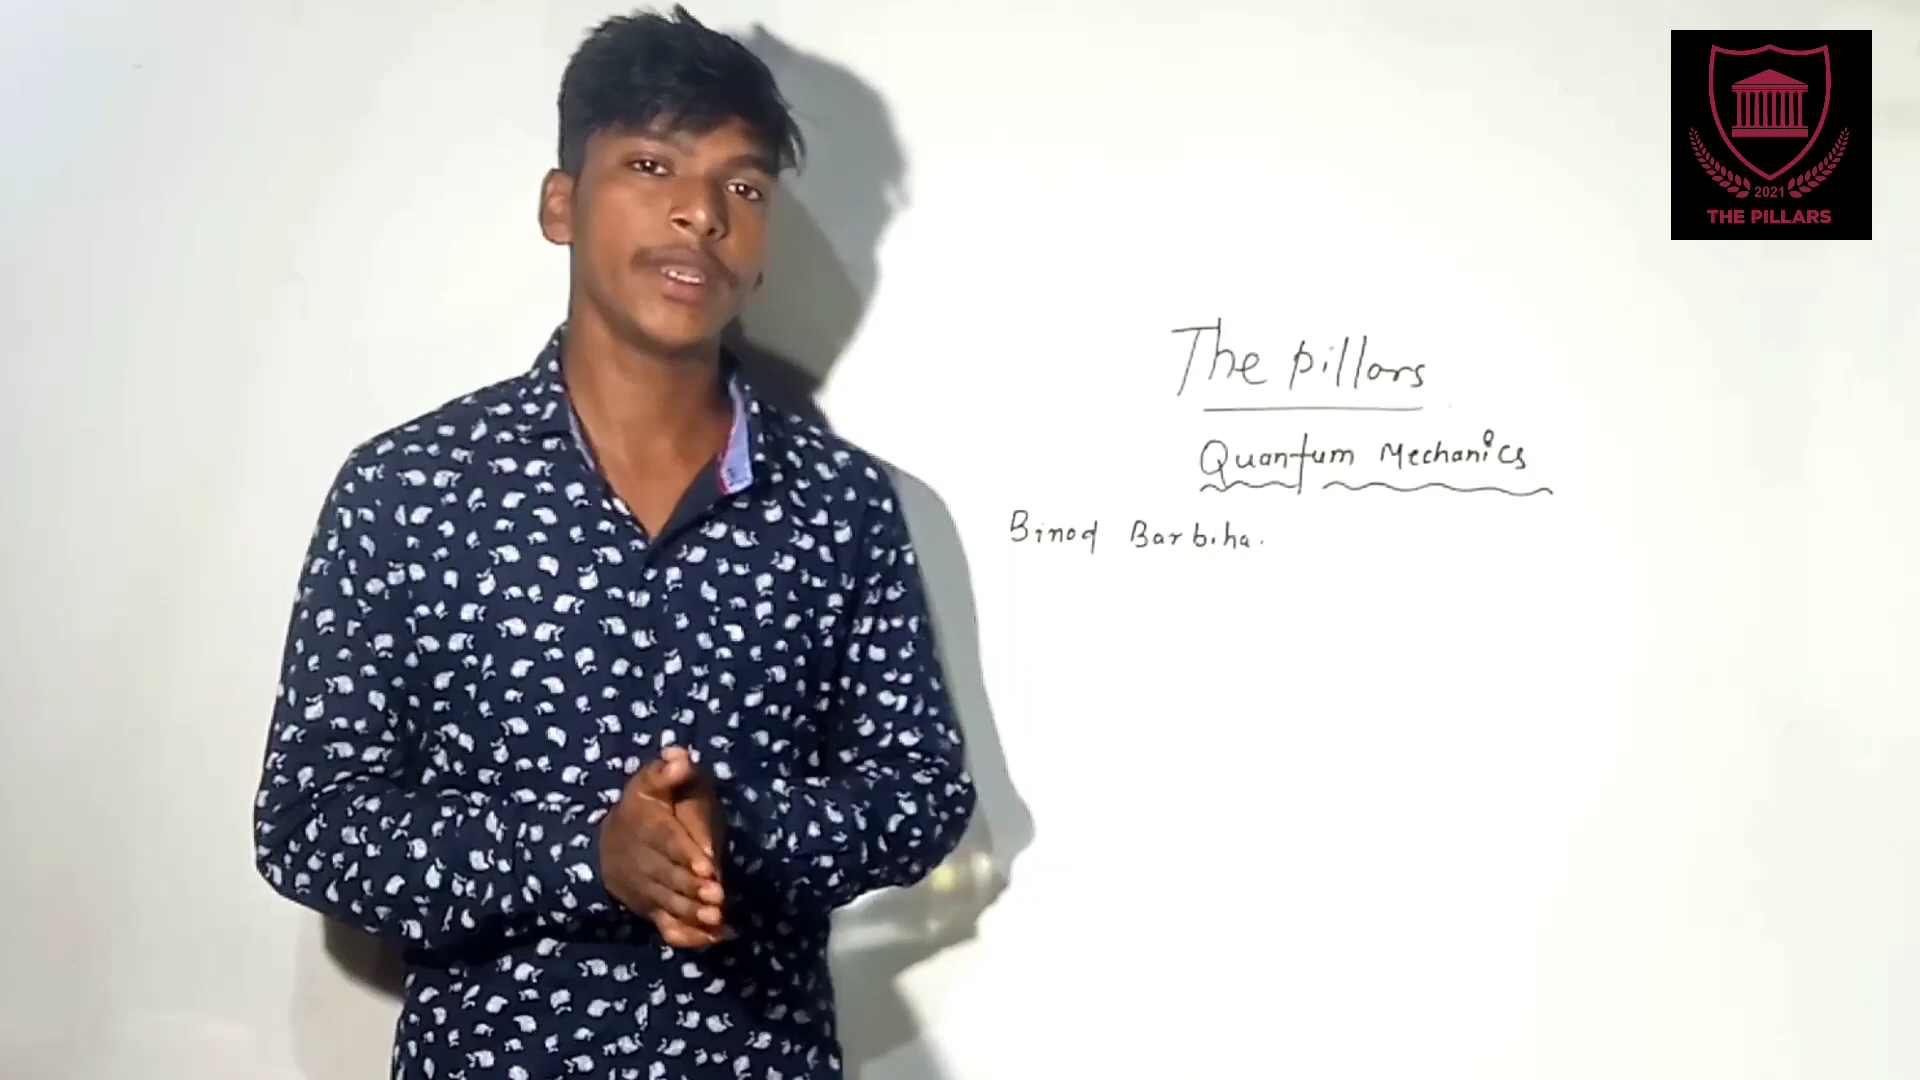 2021
THE PILLARS
The pillars
Quantum Mechanics
Binod Barbiha.